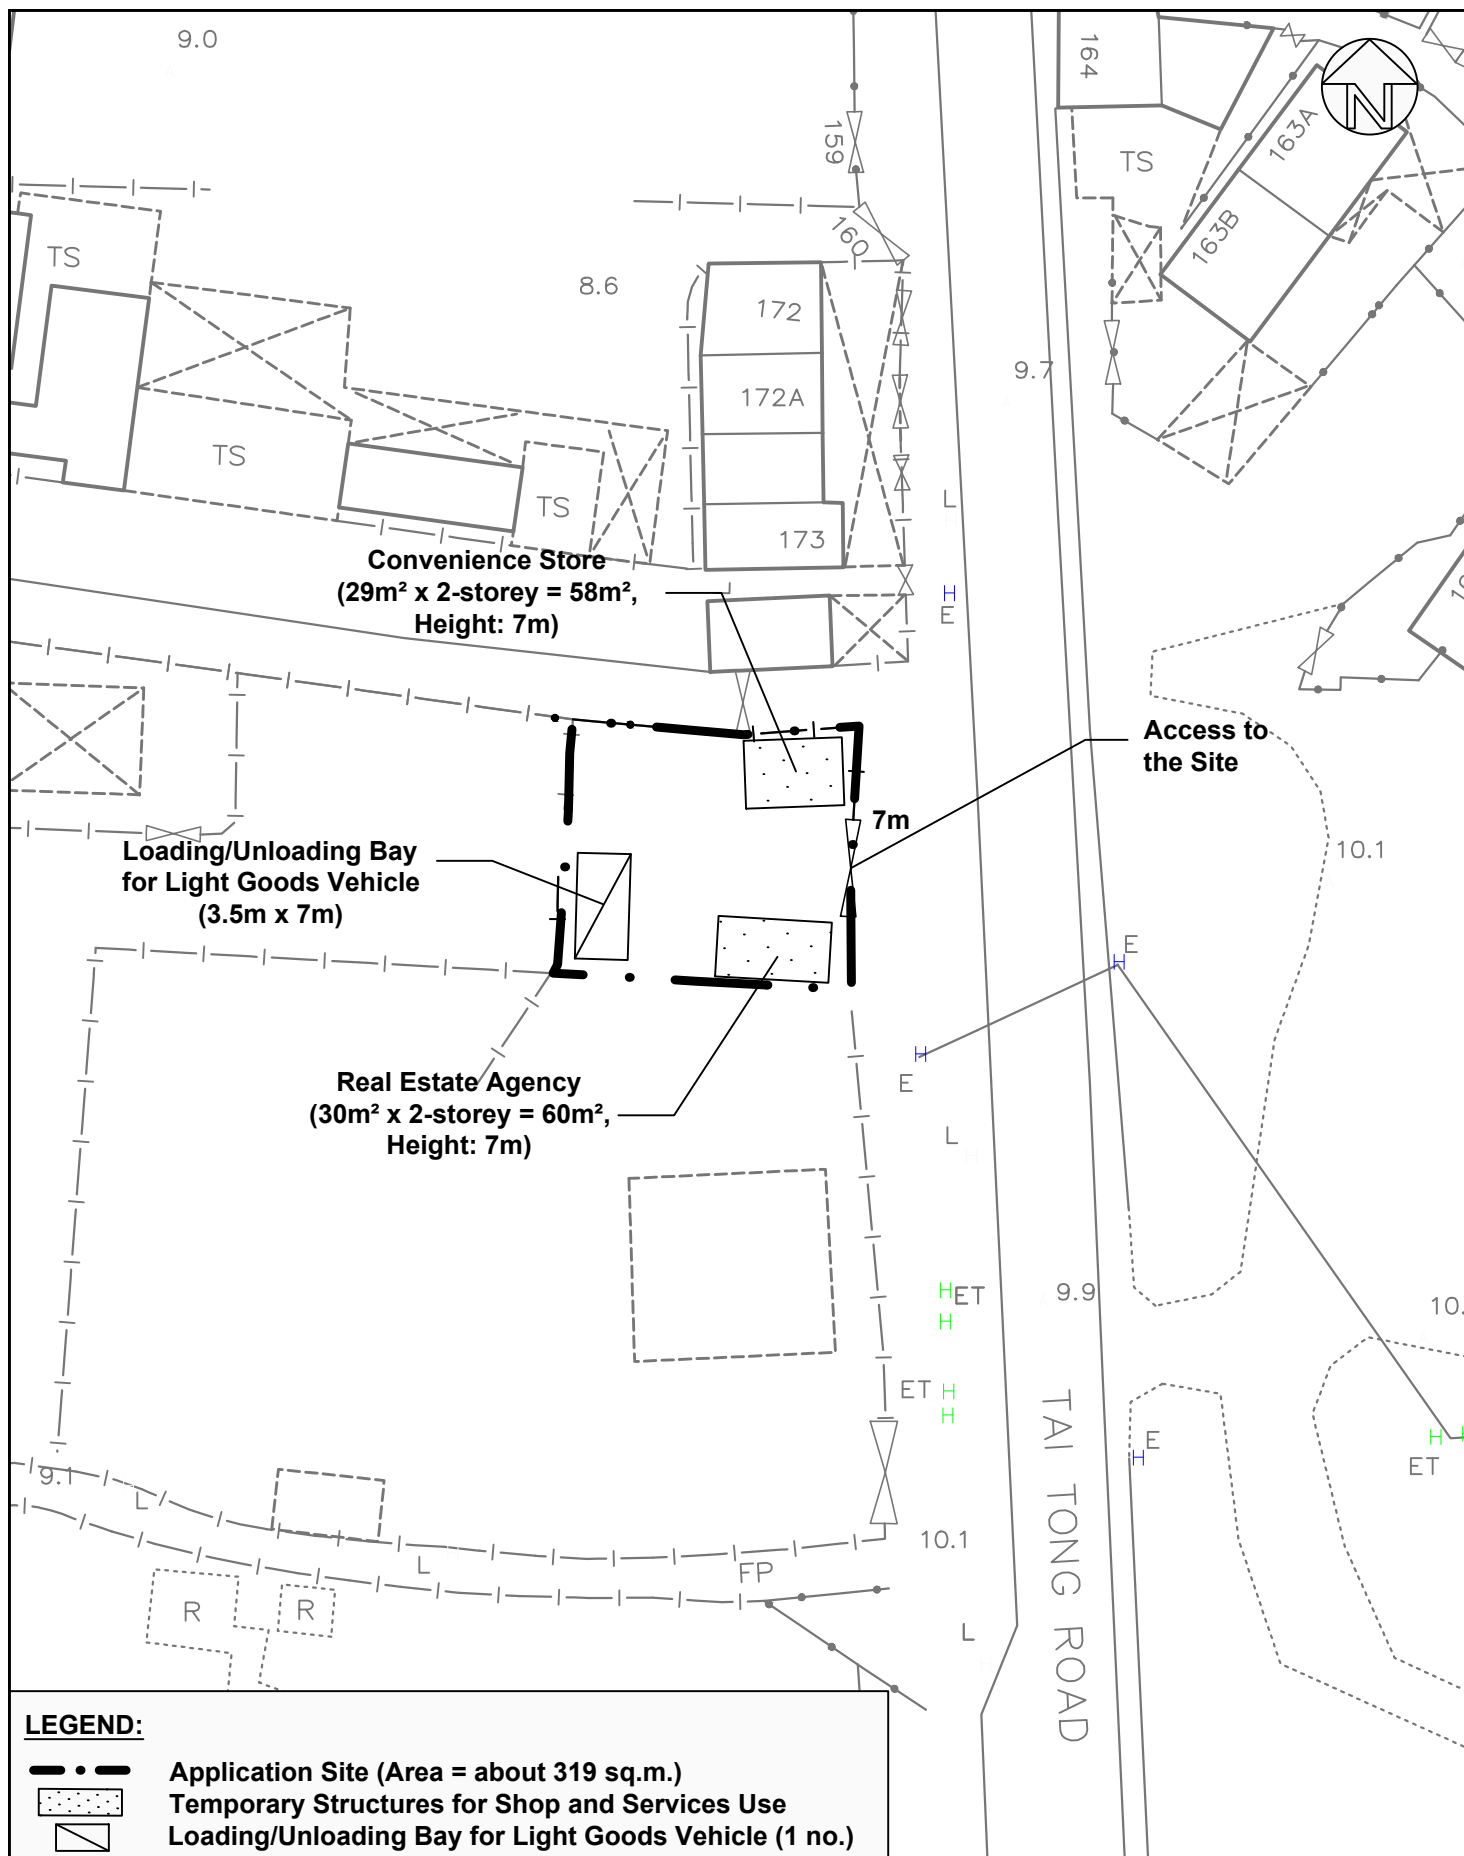 9.0
164
N
159
163A
TS
160
163B
TS
8.6
172
9.7
172A
TS
L
TS
173
Convenience Store
(29m² x 2-storey = 58m²,
Height: 7m)
L
H
E
Access to
the Site
7m
10.1
Loading/Unloading Bay
for Light Goods Vehicle
(3.5m x 7m)
E
H
H
E
Real Estate Agency
(30m² x 2-storey = 60m²,
Height: 7m)
L
H
ET
H
9.9
10.
ET
H
H
TAI TONG ROAD
E
H
H
ET
9.1
L
10.1
L
FP
R
R
L
LEGEND:
Application Site (Area = about 319 sq.m.)
Temporary Structures for Shop and Services Use
Loading/Unloading Bay for Light Goods Vehicle (1 no.)